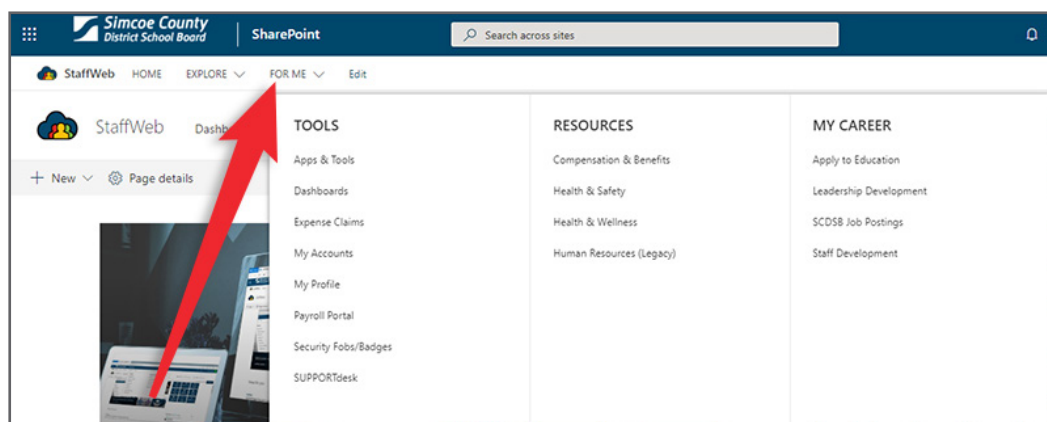 Simcoe County
District School Board
SharePoint
Search across sites
StaffWeb HOME EXPLORE FOR ME Edit
StaffWeb
+ New Page details
TOOLS
Apps & Tools
Dashboards
Expense Claims
My Accounts
My Profile
Payroll Portal
Security Fobs/Badges
SUPPORTdesk
RESOURCES
Compensation & Benefits
Health & Safety
Health & Wellness
Human Resources (Legacy)
MY CAREER
Apply to Education
Leadership Development
SCDSB Job Postings
Staff Development